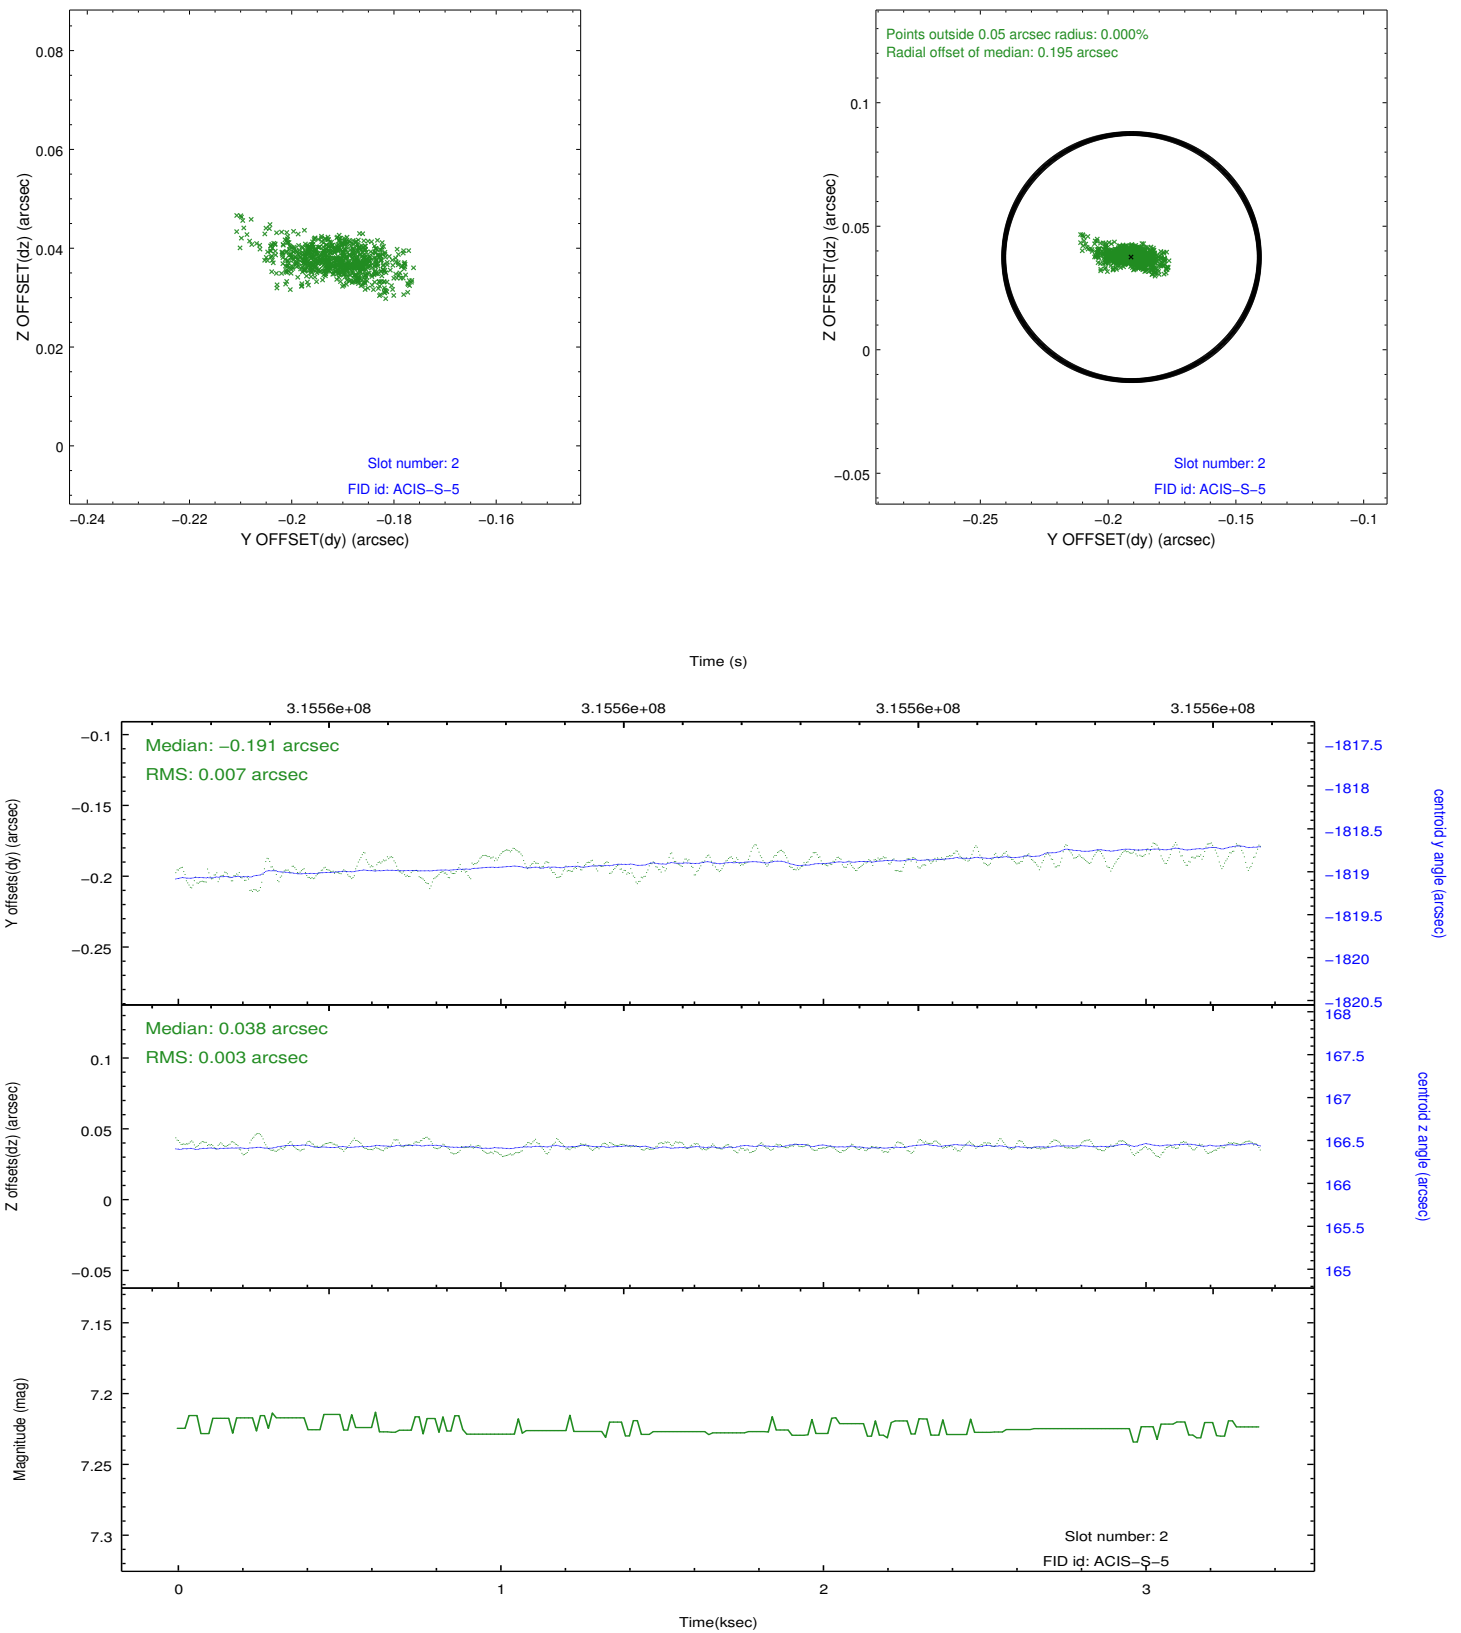 0.08
0.06
0.04
0.02
0
−0.24
−0.22
−0.2
−0.18
−0.16
Z OFFSET(dz) (arcsec)
Y OFFSET(dy) (arcsec)
Slot number: 2
FID id: ACIS−S−5
Points outside 0.05 arcsec radius: 0.000%
Radial offset of median: 0.195 arcsec
0.1
0.05
0
−0.05
−0.25
−0.2
−0.15
−0.1
Z OFFSET(dz) (arcsec)
Y OFFSET(dy) (arcsec)
Slot number: 2
FID id: ACIS−S−5
Time (s)
3.1556e+08
3.1556e+08
3.1556e+08
3.1556e+08
Median: −0.191 arcsec
RMS: 0.007 arcsec
−0.1
−0.15
−0.2
−0.25
Y offsets(dy) (arcsec)
−1817.5
−1818
−1818.5
−1819
−1819.5
−1820
−1820.5
centroid y angle (arcsec)
Median: 0.038 arcsec
RMS: 0.003 arcsec
0.1
0.05
0
−0.05
Z offsets(dz) (arcsec)
168
167.5
167
166.5
166
165.5
165
centroid z angle (arcsec)
7.15
7.2
7.25
7.3
Magnitude (mag)
Slot number: 2
FID id: ACIS−S−5
0
1
2
3
Time(ksec)